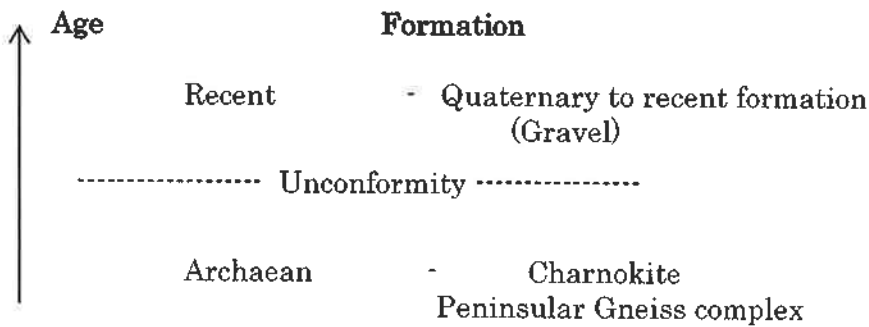 Age Formation
Recent - Quaternary to recent formation
(Gravel)
----------------- Unconformity ----------------
Archaean - Charnokite
Peninsular Gneiss complex